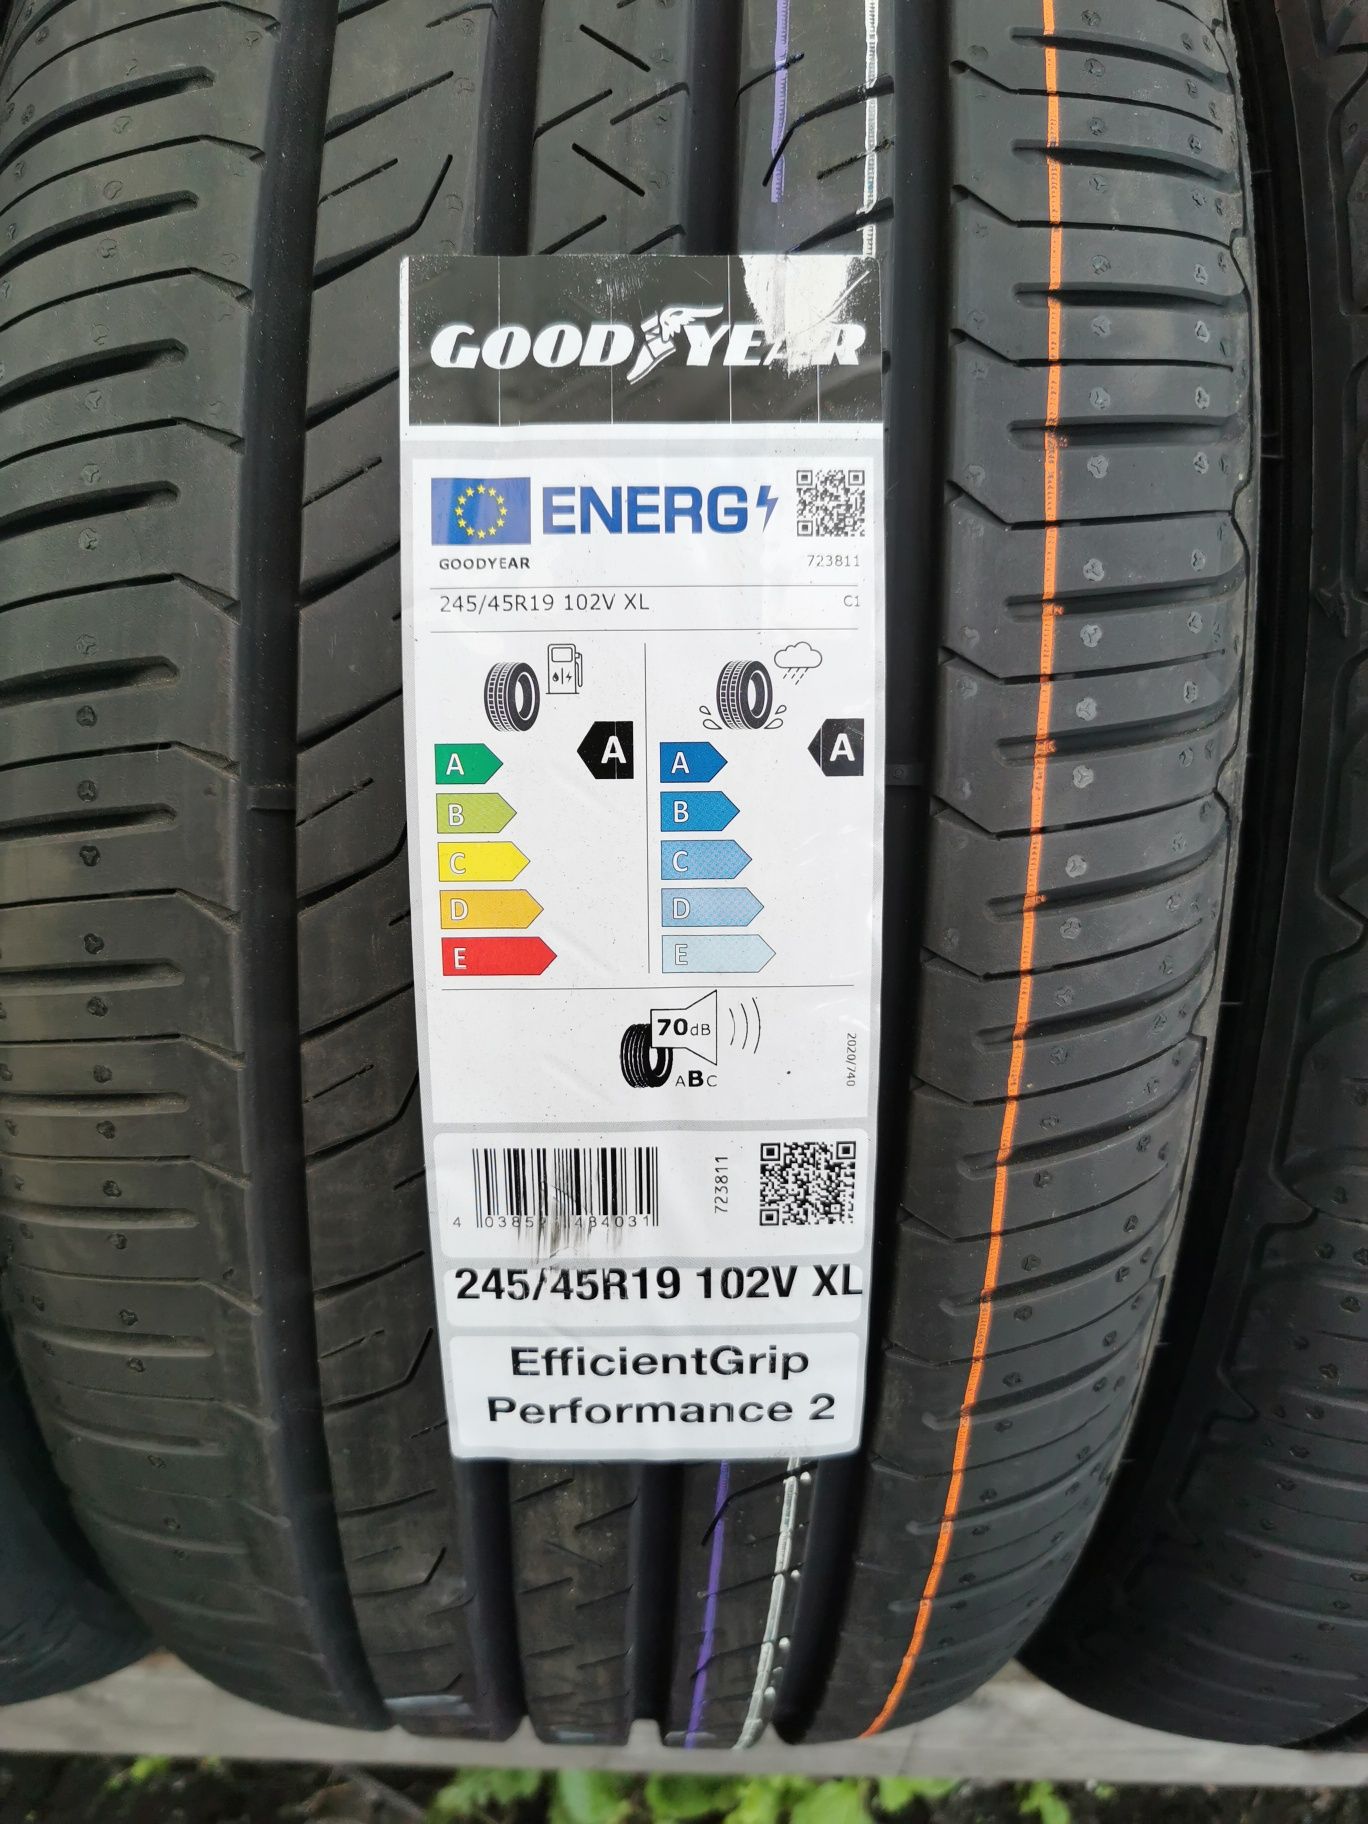 GOODYEAR
ENERG
GOODYEAR 723811
245/45R19 102V XL C1
A A A A
B B
C C
D D
E E
70dB
ABC
2020/740
723811
245/45R19 102V XL
EfficientGrip
Performance 2